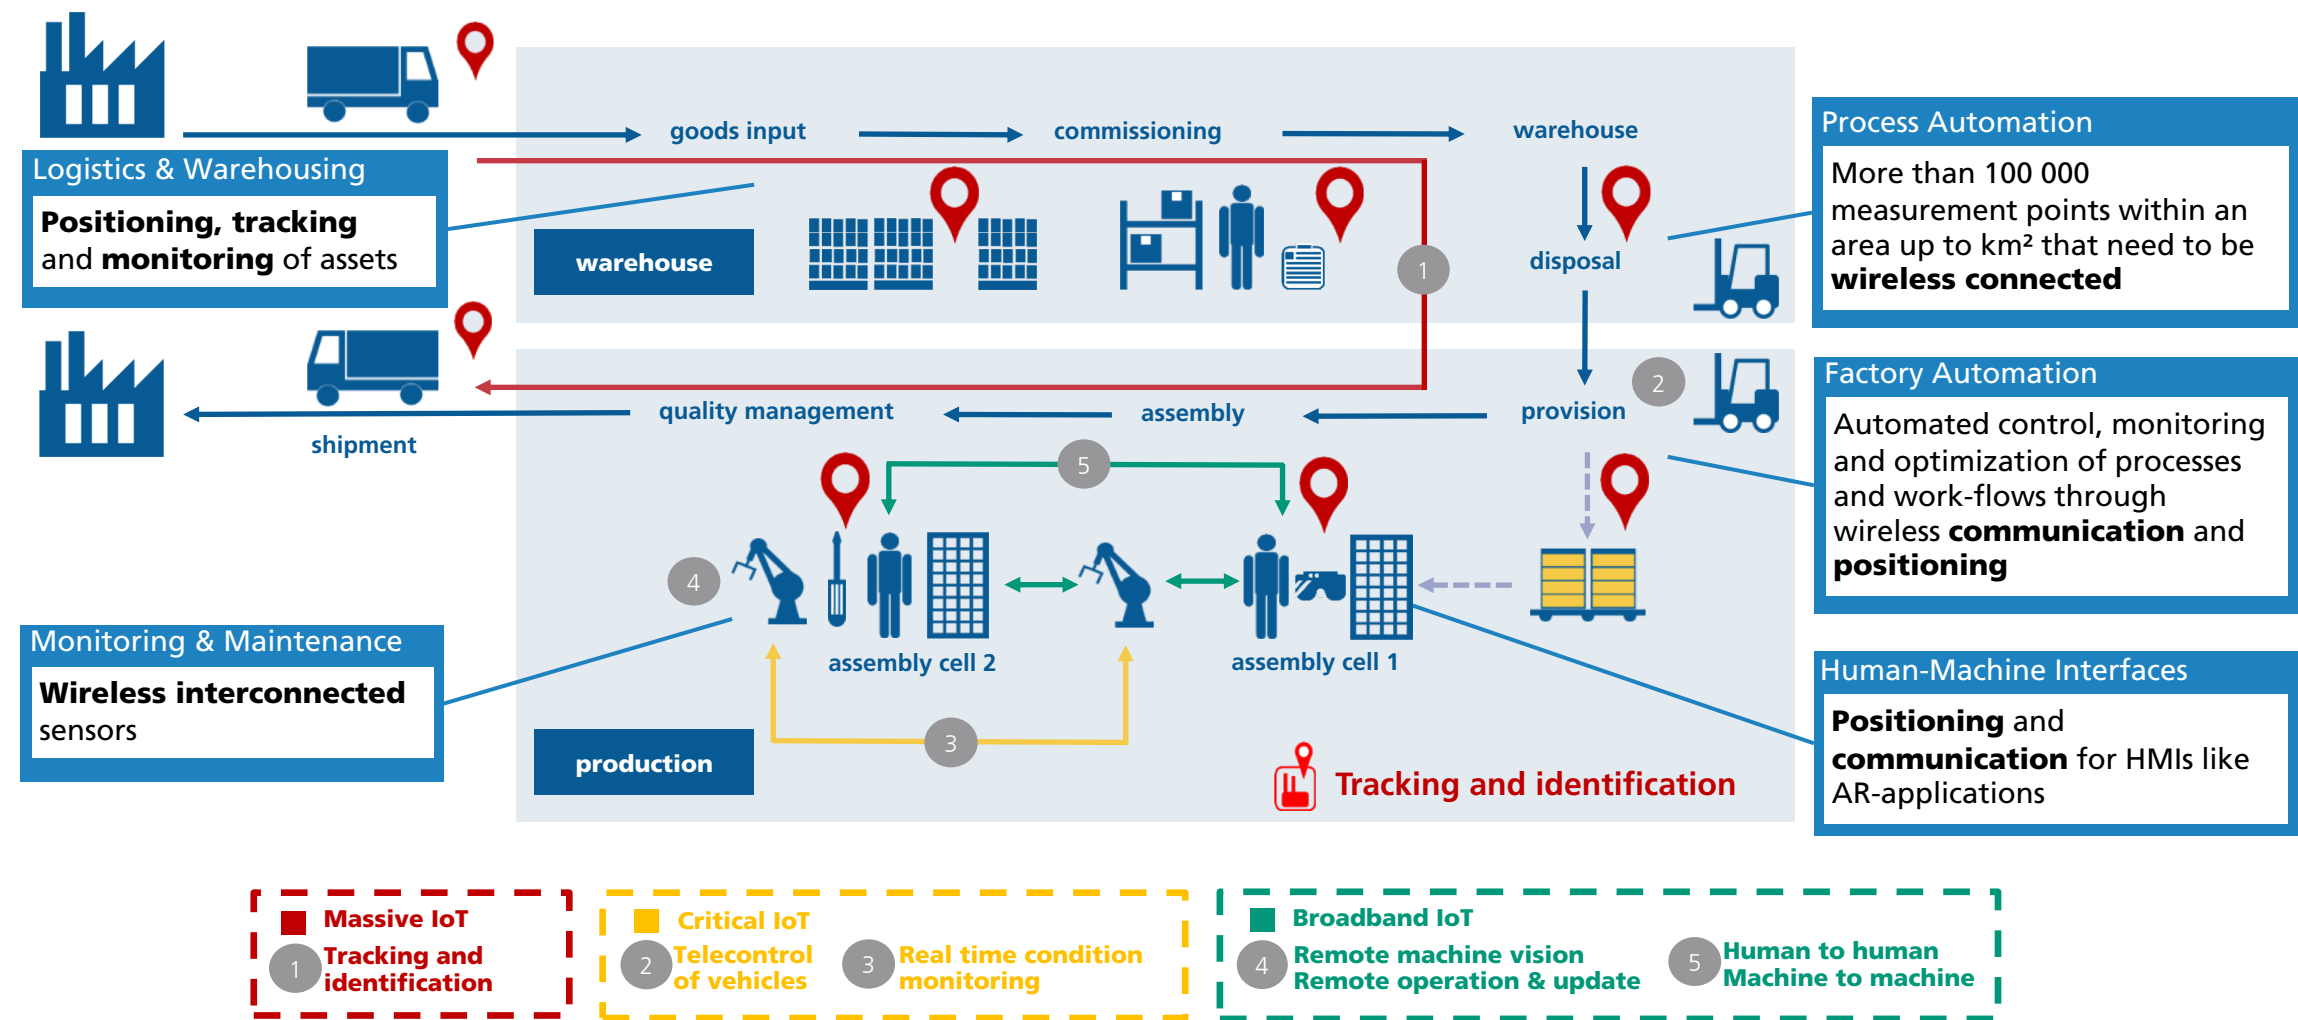 goods input
commissioning
warehouse
Logistics & Warehousing
Positioning, tracking
and monitoring of assets
warehouse
1
disposal
Process Automation
More than 100 000
measurement points within an
area up to km² that need to be
wireless connected
quality management
assembly
provision
2
shipment
5
4
assembly cell 2
assembly cell 1
Factory Automation
Automated control, monitoring
and optimization of processes
and work-flows through
wireless communication and
positioning
Monitoring & Maintenance
Wireless interconnected
sensors
3
production
Tracking and identification
Human-Machine Interfaces
Positioning and
communication for HMIs like
AR-applications
Massive IoT
1
Tracking and
identification
Critical IoT
2
Telecontrol
of vehicles
3
Real time condition
monitoring
Broadband IoT
4
Remote machine vision
Remote operation & update
5
Human to human
Machine to machine